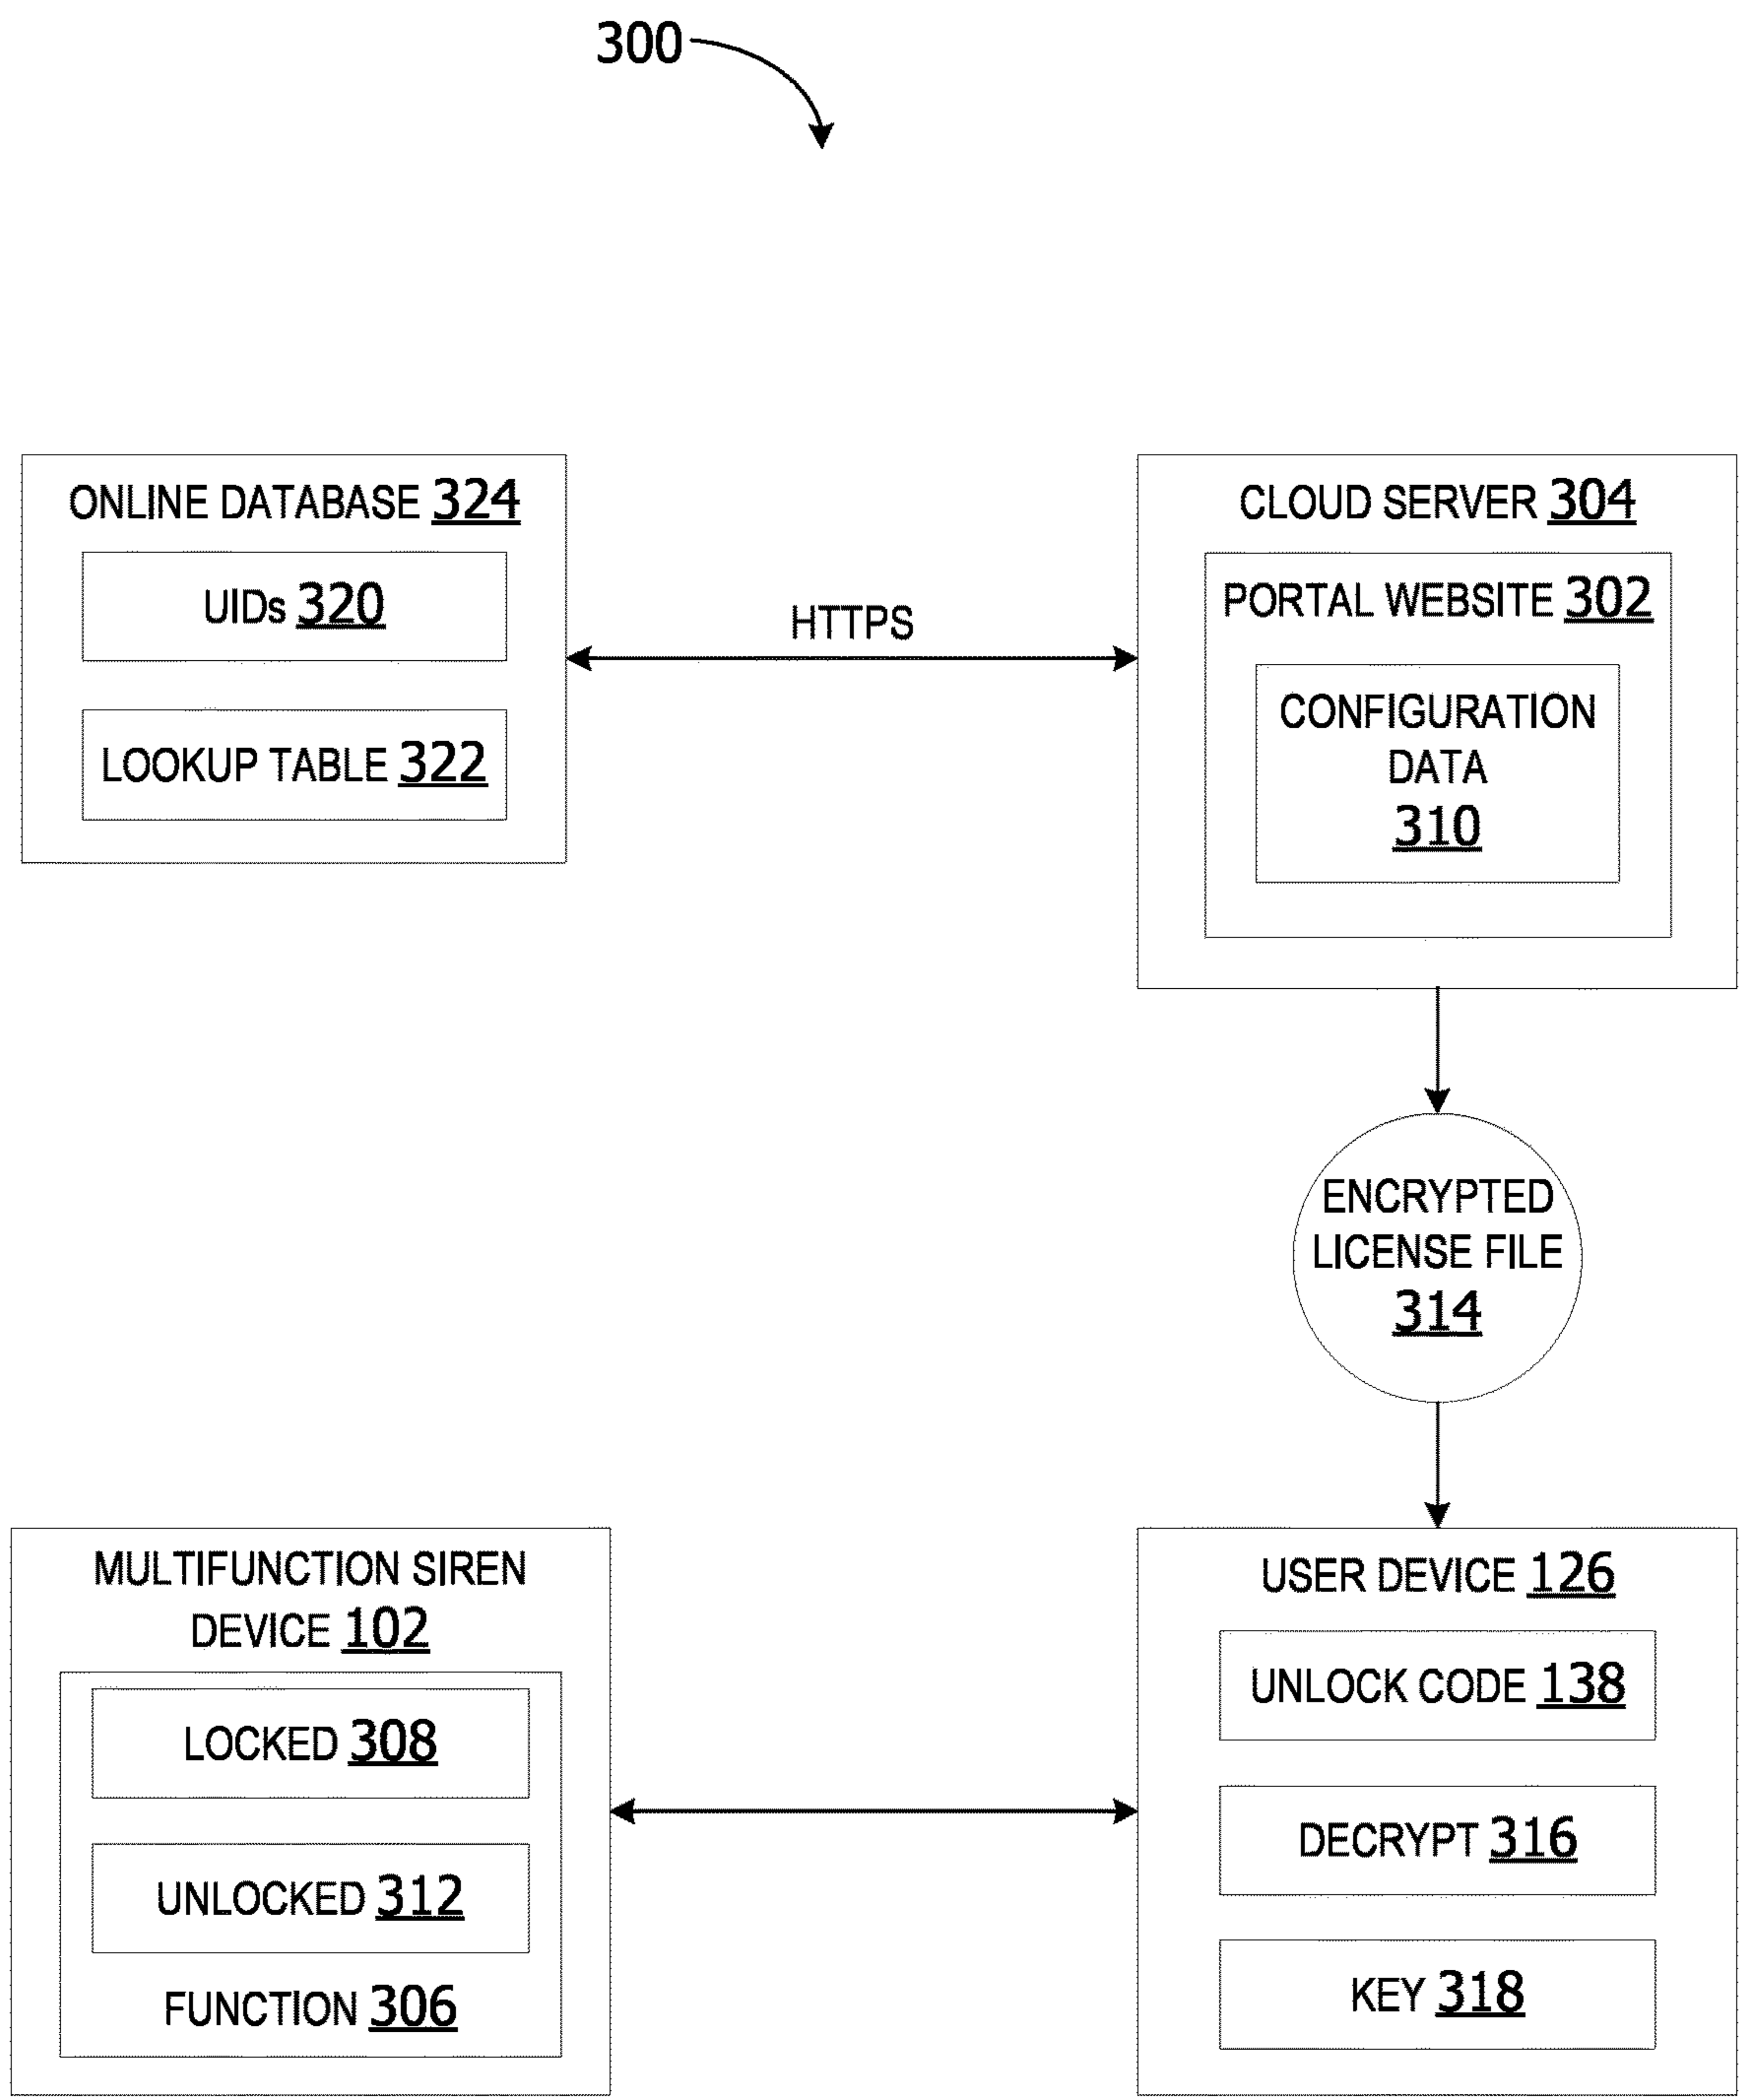 300
ONLINE DATABASE 324
UIDs 320
LOOKUP TABLE 322
HTTPS
CLOUD SERVER 304
PORTAL WEBSITE 302
CONFIGURATION
DATA
310
ENCRYPTED
LICENSE FILE
314
MULTIFUNCTION SIREN
DEVICE 102
LOCKED 308
UNLOCKED 312
FUNCTION 306
USER DEVICE 126
UNLOCK CODE 138
DECRYPT 316
KEY 318